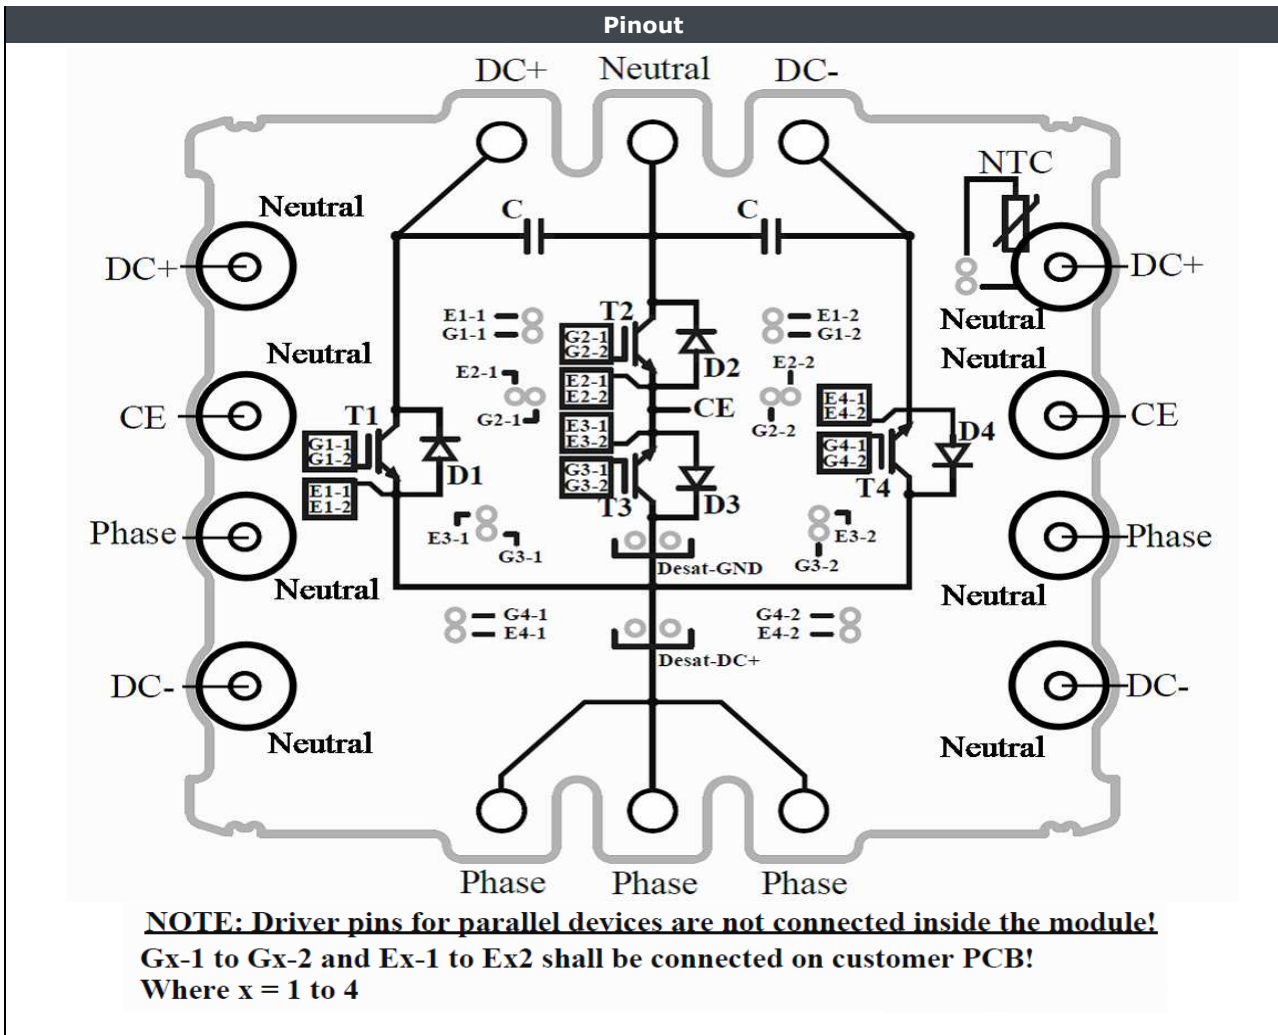 Pinout
DC+ Neutral DC-
NTC
Neutral
C C
DC+
DC+
Neutral
E1-1
G1-1
T2
G2-1
G2-2
E1-2
G1-2
Neutral
Neutral
E2-1
G2-1
E2-1
E2-2
D2
E2-2
G2-2
CE
CE
T1
G1-1
G1-2
D1
E1-1
E1-2
E3-1
E3-2
CE
E4-1
E4-2
G4-1
G4-2
D4
T4
G3-1
G3-2
T3
D3
Phase
E3-1
G3-1
Desat-GND
E3-2
G3-2
Phase
Neutral
Neutral
G4-1
E4-1
Desat-DC+
G4-2
E4-2
DC-
DC-
Neutral
Neutral
Phase Phase Phase
NOTE: Driver pins for parallel devices are not connected inside the module!
Gx-1 to Gx-2 and Ex-1 to Ex2 shall be connected on customer PCB!
Where x = 1 to 4